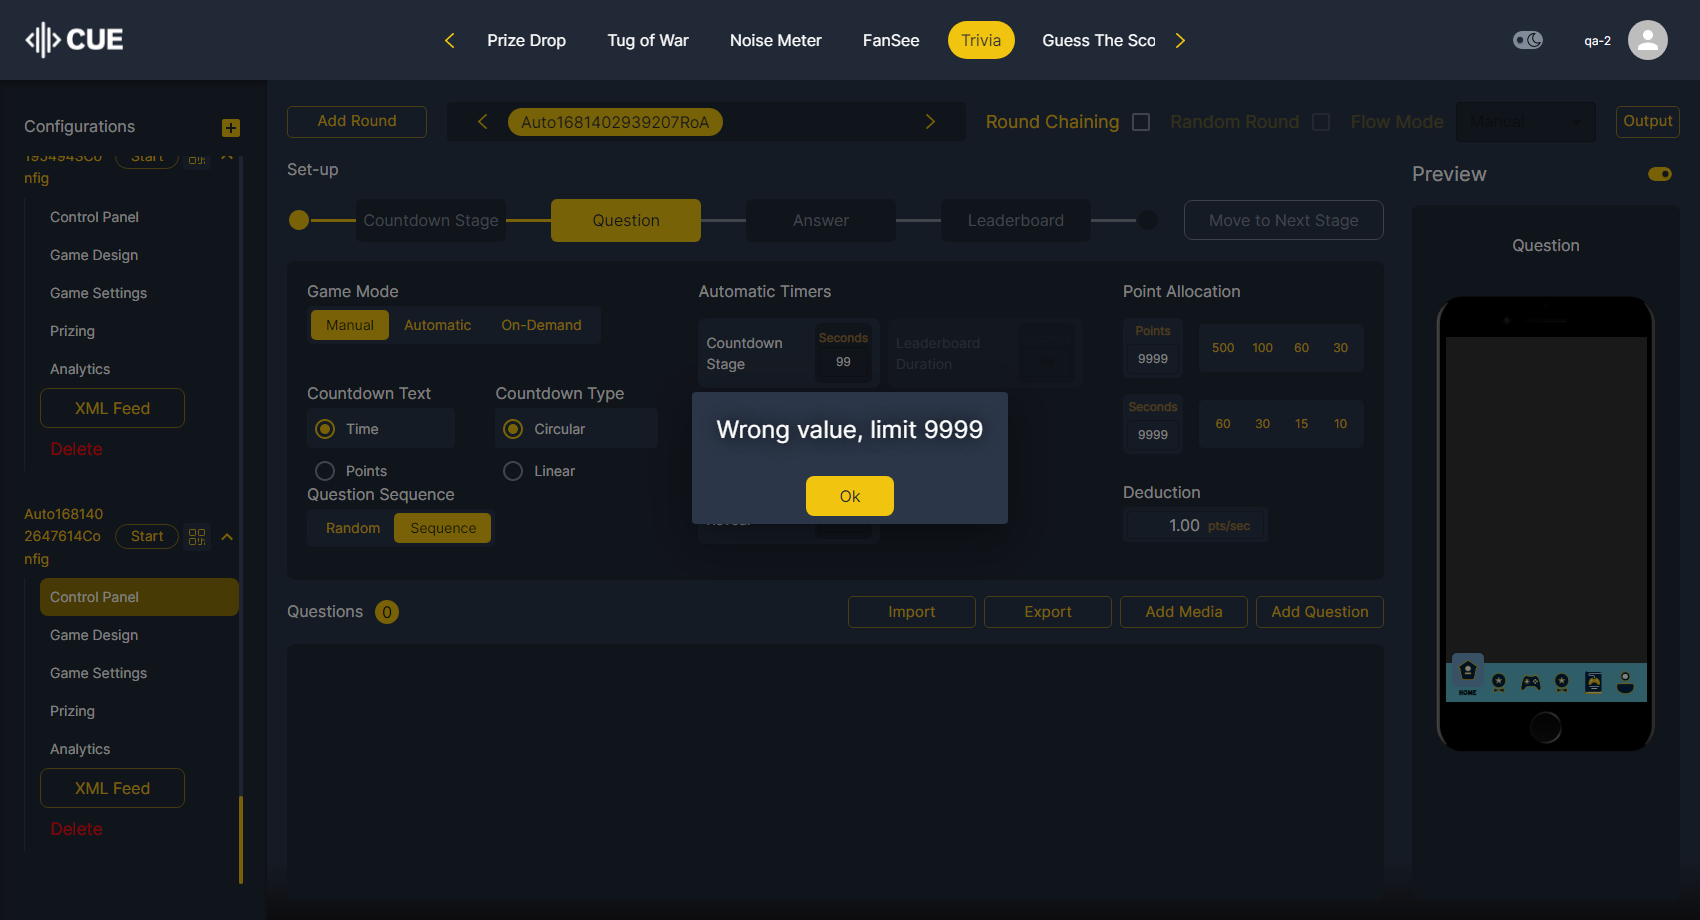 CUE
Prize Drop
Tug of War
Noise Meter
FanSee
Trivia
Guess The Sco
qa-2
Configurations
Add Round
Auto1681402939207RoA
Round Chaining
Random Round
Flow Mode
Manual
Output
1954943Co
nfig
Start
Control Panel
Game Design
Game Settings
Prizing
Analytics
XML Feed
Delete
Auto168140
2647614Co
nfig
Start
Control Panel
Game Design
Game Settings
Prizing
Analytics
XML Feed
Delete
Set-up
Countdown Stage
Question
Answer
Leaderboard
Move to Next Stage
Game Mode
Manual
Automatic
On-Demand
Countdown Text
Time
Points
Countdown Type
Circular
Linear
Question Sequence
Random
Sequence
Automatic Timers
Countdown
Stage
Seconds
99
Leaderboard
Duration
Reveal
Point Allocation
Points
9999
500
100
60
30
Seconds
9999
60
30
15
10
Deduction
1.00 pts/sec
Wrong value, limit 9999
Ok
Questions
0
Import
Export
Add Media
Add Question
Preview
Question
HOME